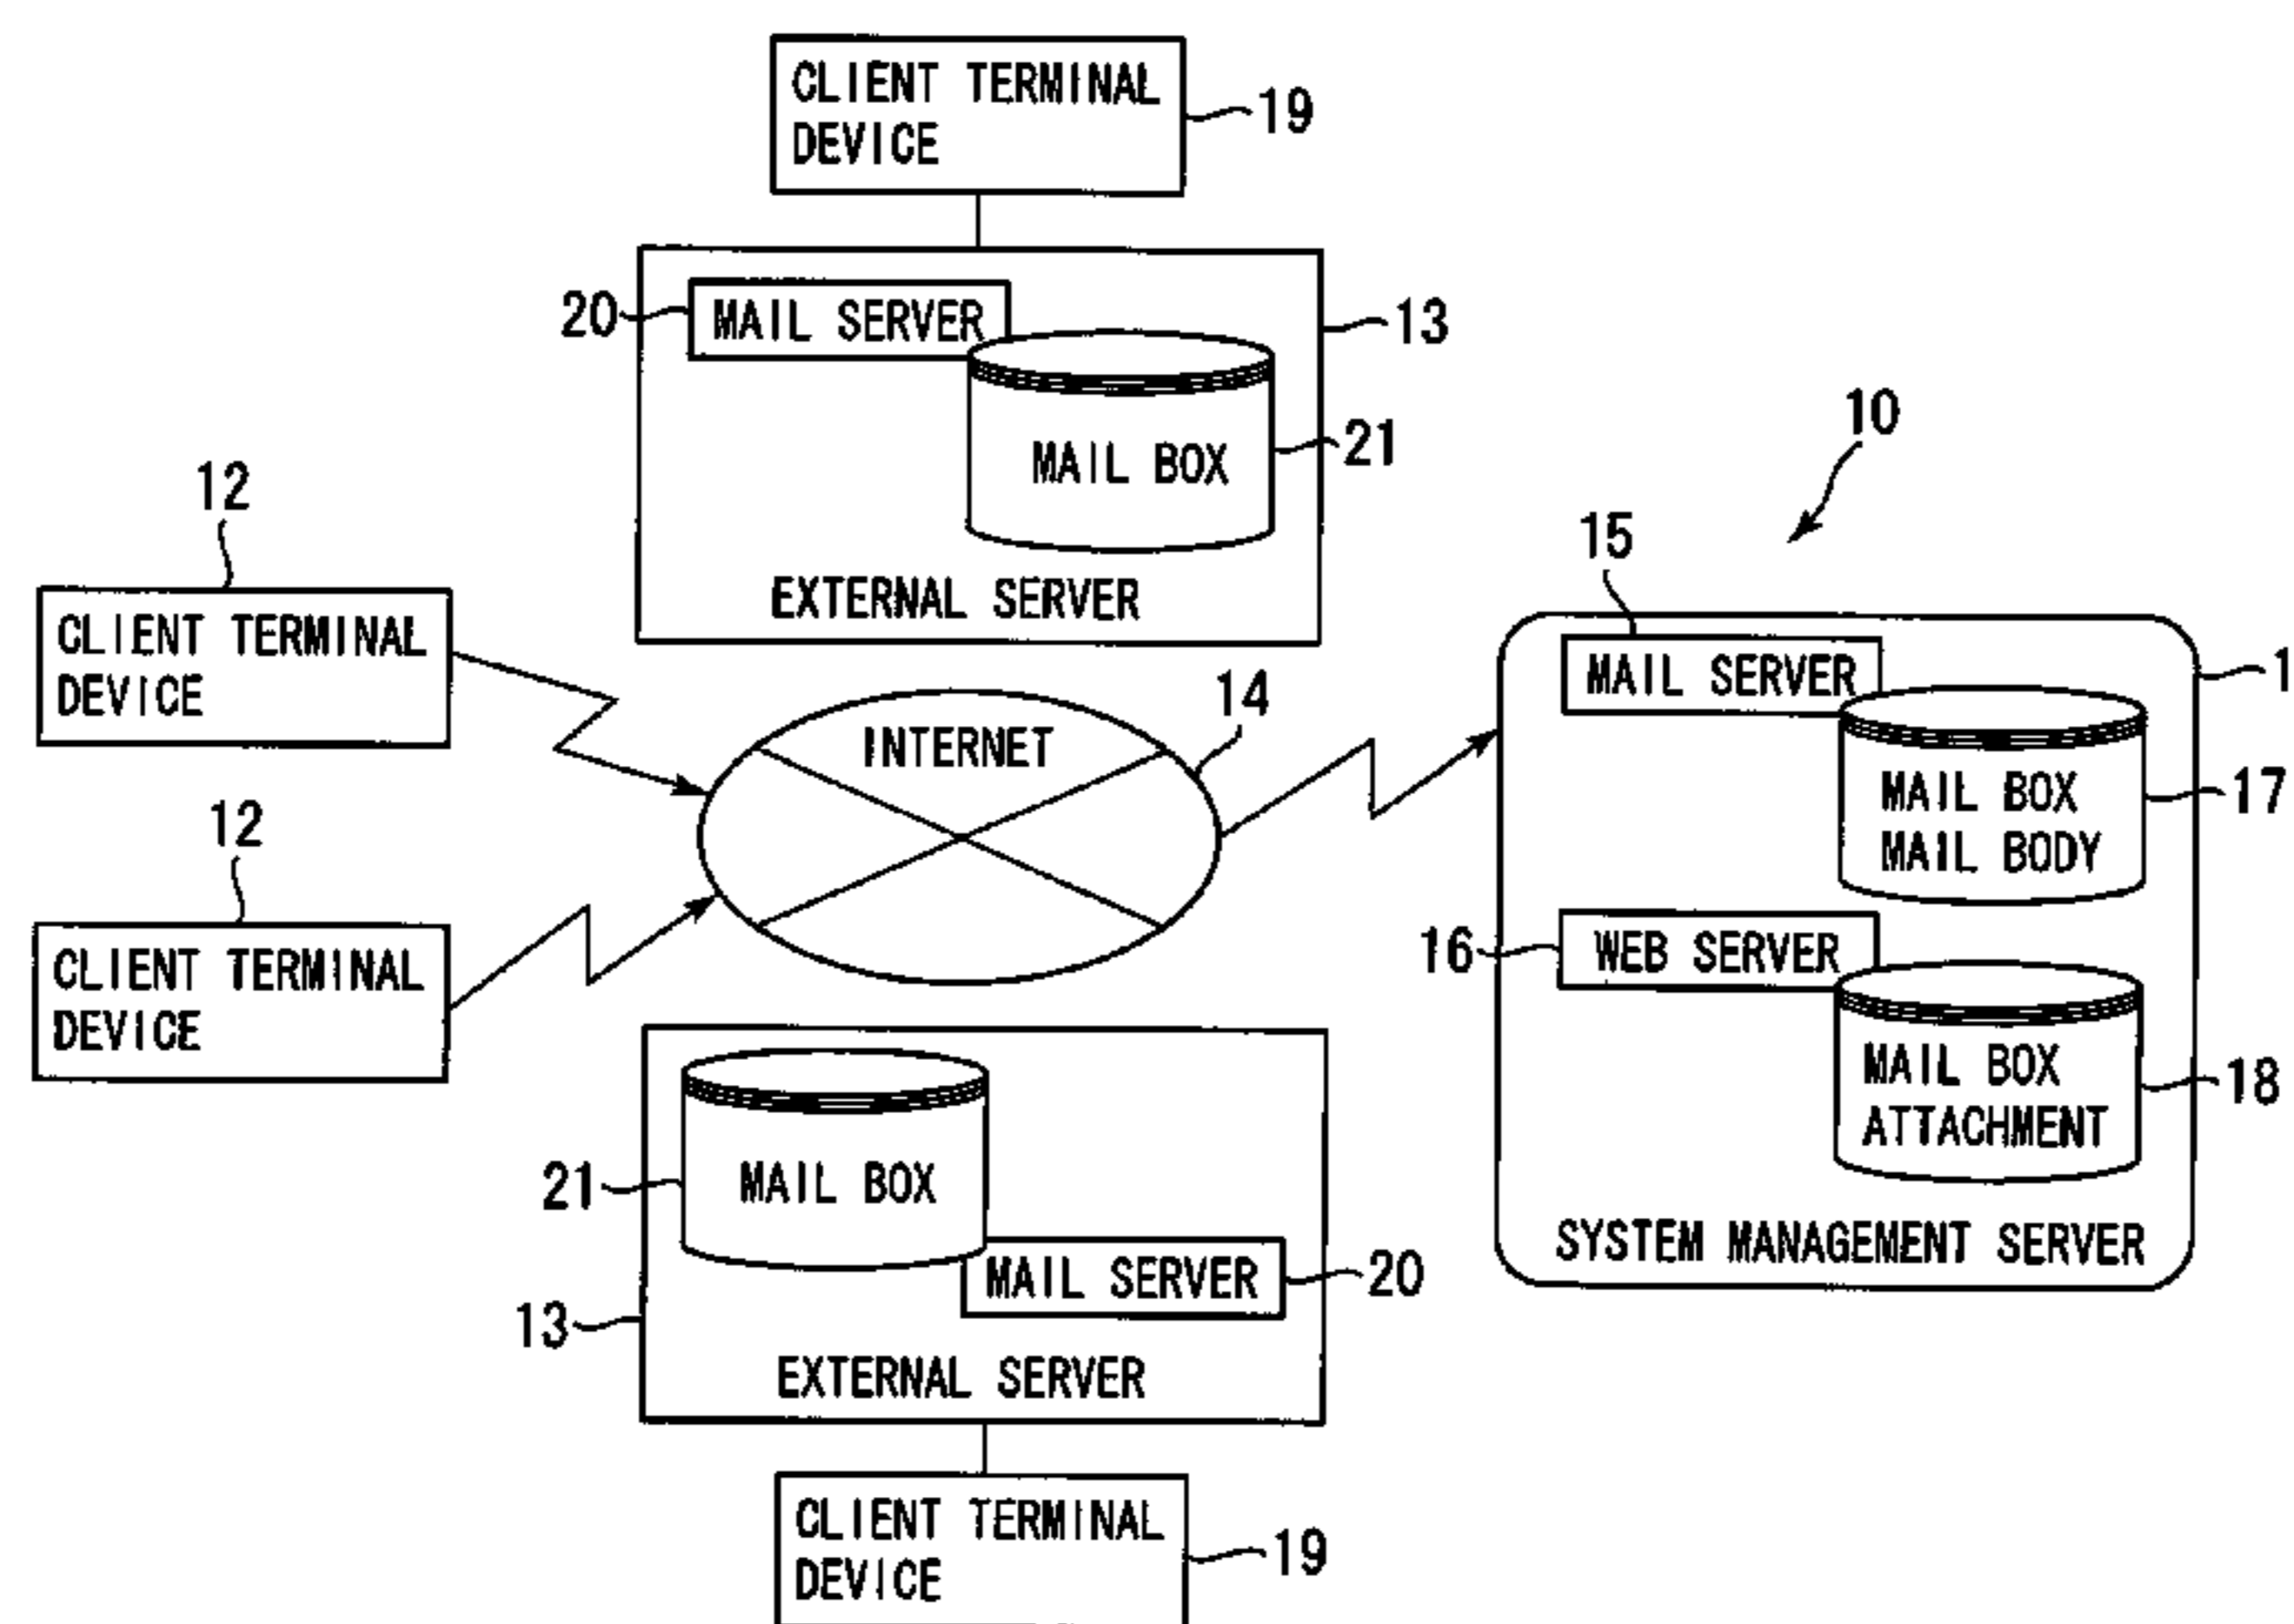 CLIENT TERMINAL
DEVICE
19
20
MAIL SERVER
13
MAIL BOX
21
EXTERNAL SERVER
10
12
CLIENT TERMINAL
DEVICE
15
MAIL SERVER
1
MAIL BOX
MAIL BODY
17
14
INTERNET
12
CLIENT TERMINAL
DEVICE
16
WEB SERVER
MAIL BOX
ATTACHMENT
18
SYSTEM MANAGEMENT SERVER
21
MAIL BOX
MAIL SERVER
20
13
EXTERNAL SERVER
CLIENT TERMINAL
DEVICE
19